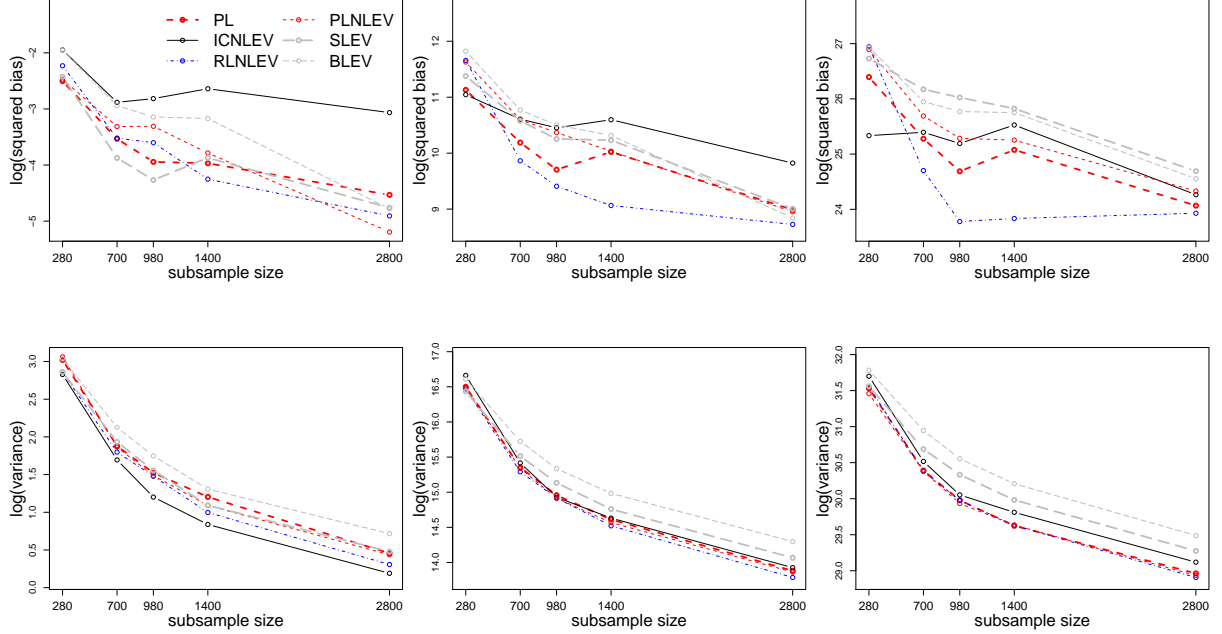 PL
ICNLEV
RLNLEV
PLNLEV
SLEV
BLEV
log(squared bias)
-2
-3
-4
-5
280 700 980 1400 2800
subsample size
log(squared bias)
12
11
10
9
280 700 980 1400 2800
subsample size
log(squared bias)
27
26
25
24
280 700 980 1400 2800
subsample size
log(variance)
3.0
2.5
2.0
1.5
1.0
0.5
0.0
280 700 980 1400 2800
subsample size
log(variance)
17.0
16.5
16.0
15.5
15.0
14.5
14.0
280 700 980 1400 2800
subsample size
log(variance)
32.0
31.5
31.0
30.5
30.0
29.5
29.0
280 700 980 1400 2800
subsample size